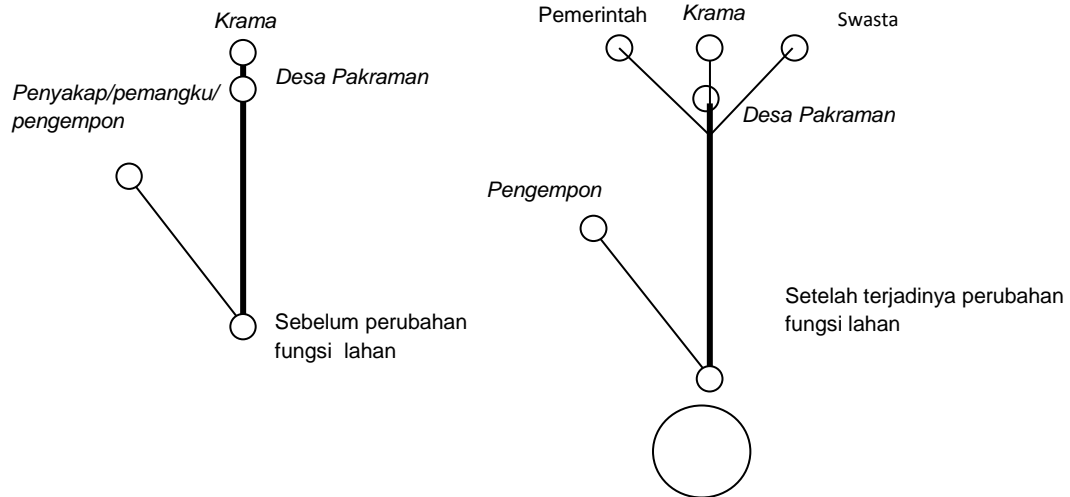 Krama
Desa Pakraman
Penyakap/pemangku/
pengempon
Sebelum perubahan
fungsi lahan
Pemerintah
Krama
Swasta
Desa Pakraman
Pengempon
Setelah terjadinya perubahan
fungsi lahan